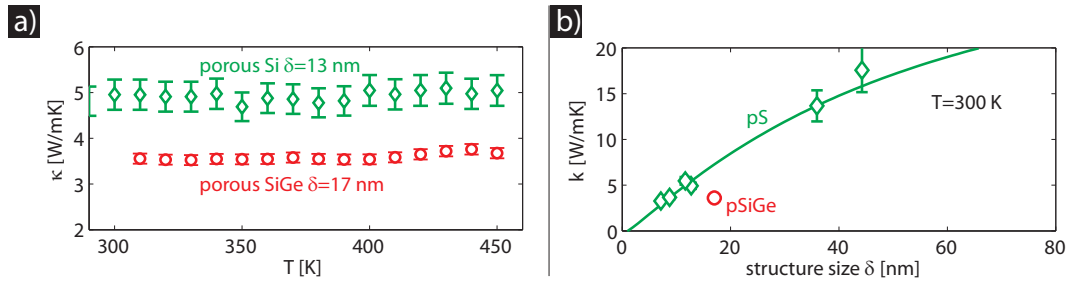 a)
6
5
4
3
2
κ [W/mK]
porous Si δ=13 nm
porous SiGe δ=17 nm
300
350
400
450
T [K]
b)
20
15
10
5
0
k [W/mK]
pS
T=300 K
pSiGe
0
20
40
60
80
structure size δ [nm]